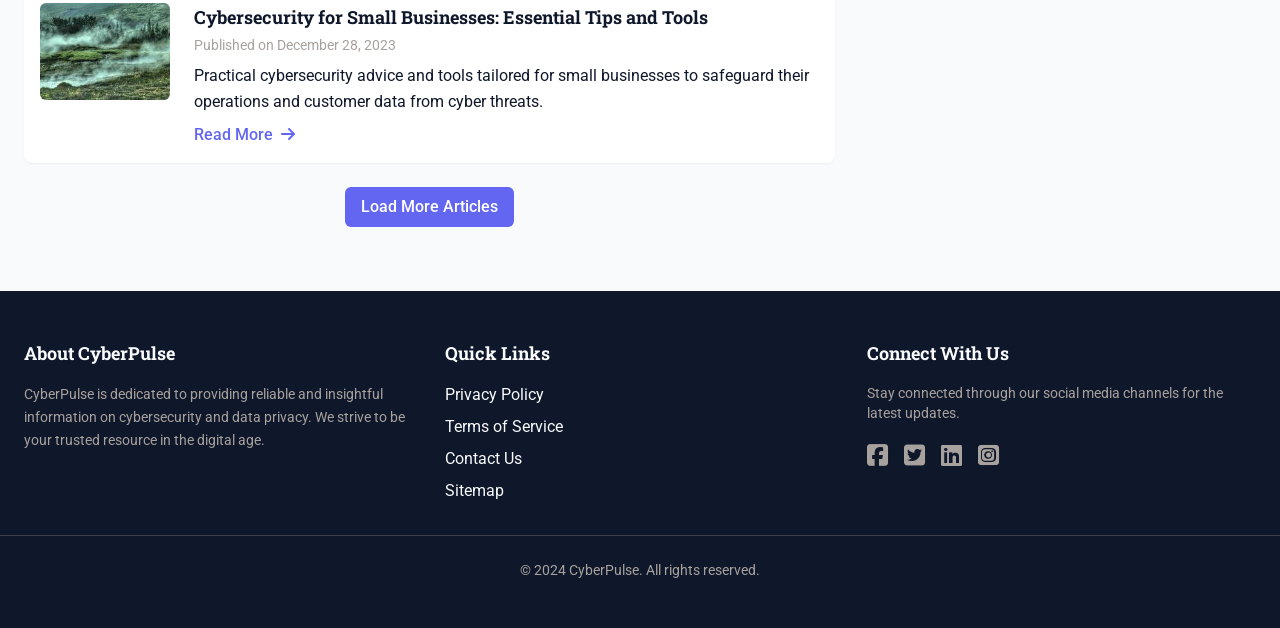 Cybersecurity for Small Businesses: Essential Tips and Tools
Published on December 28, 2023
Practical cybersecurity advice and tools tailored for small businesses to safeguard their
operations and customer data from cyber threats.
Read More
Load More Articles
About CyberPulse
CyberPulse is dedicated to providing reliable and insightful
information on cybersecurity and data privacy. We strive to be
your trusted resource in the digital age.
Quick Links
Privacy Policy
Terms of Service
Contact Us
Sitemap
Connect With Us
Stay connected through our social media channels for the
latest updates.
© 2024 CyberPulse. All rights reserved.